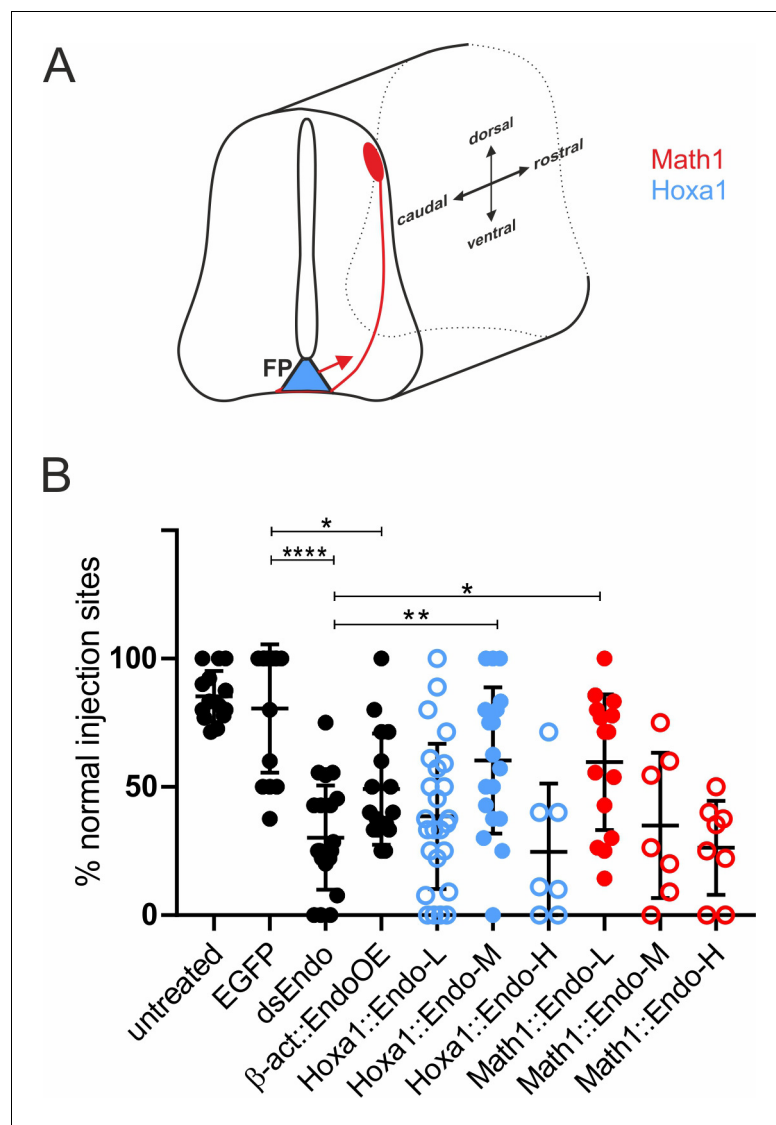 A
dorsal
rostral
caudal
ventral
Math1
Hoxa1
FP
B
*
****
*
**
% normal injection sites
100
50
0
untreated
EGFP
dsEndo
β-act::EndoOE
Hoxa1::Endo-L
Hoxa1::Endo-M
Hoxa1::Endo-H
Math1::Endo-L
Math1::Endo-M
Math1::Endo-H